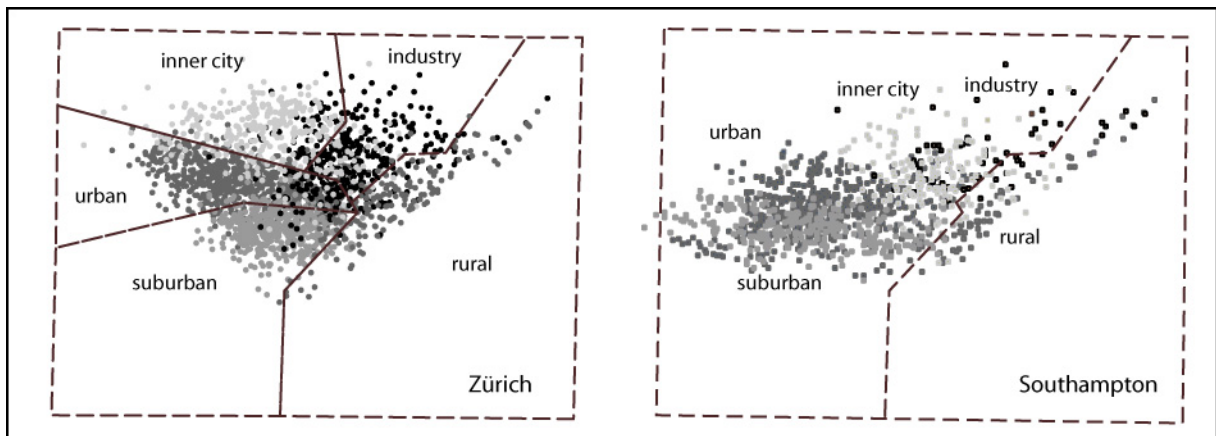 inner city
industry
urban
suburban
rural
Zürich
inner city
industry
urban
suburban
rural
Southampton